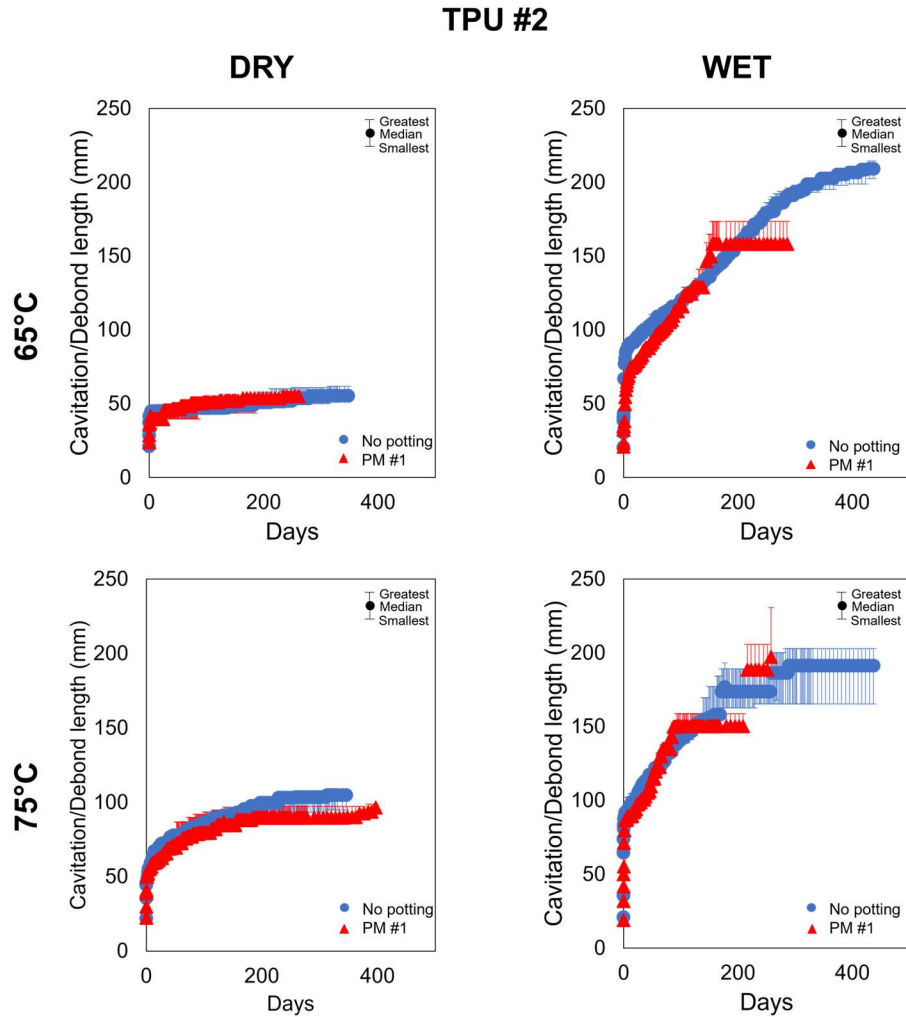 TPU #2
DRY
WET
65°C
Cavitation/Debond length (mm)
250
200
150
100
50
0
Greatest
Median
Smallest
No potting
PM #1
0
200
400
Days
Cavitation/Debond length (mm)
250
200
150
100
50
0
Greatest
Median
Smallest
No potting
PM #1
0
200
400
Days
75°C
Cavitation/Debond length (mm)
250
200
150
100
50
0
Greatest
Median
Smallest
No potting
PM #1
0
200
400
Days
Cavitation/Debond length (mm)
250
200
150
100
50
0
Greatest
Median
Smallest
No potting
PM #1
0
200
400
Days